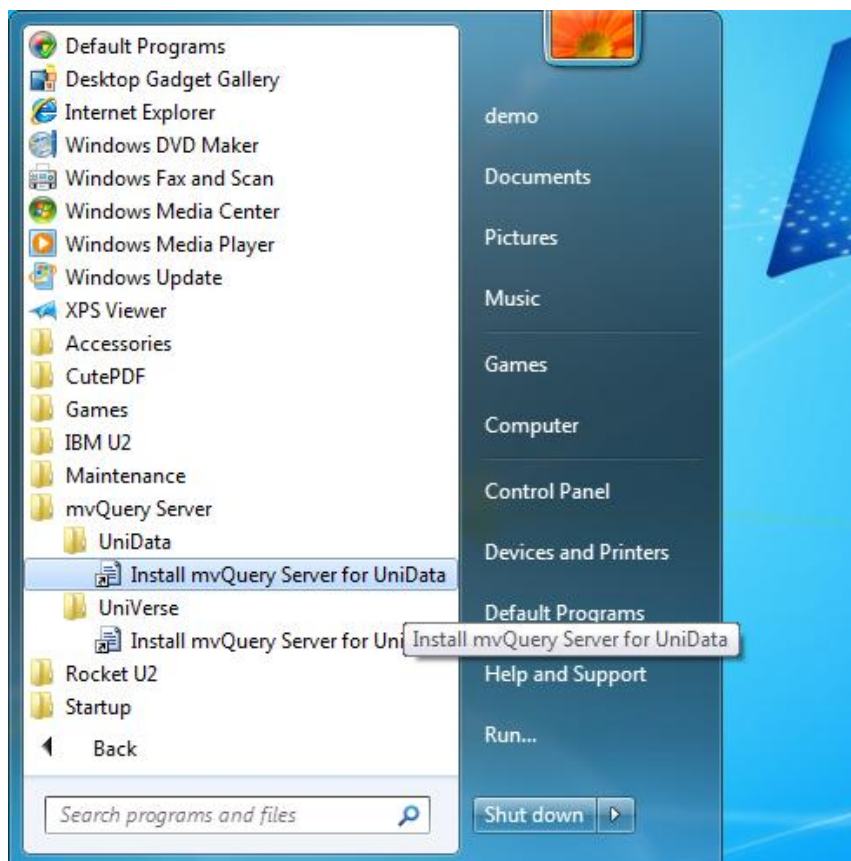 Default Programs
Desktop Gadget Gallery
Internet Explorer
Windows DVD Maker
Windows Fax and Scan
Windows Media Center
Windows Media Player
Windows Update
XPS Viewer
Accessories
CutePDF
Games
IBM U2
Maintenance
mvQuery Server
UniData
Install mvQuery Server for UniData
UniVerse
Install mvQuery Server for Uni
Rocket U2
Startup
Back
Search programs and files
demo
Documents
Pictures
Music
Games
Computer
Control Panel
Devices and Printers
Default Programs
Install mvQuery Server for UniData
Help and Support
Run...
Shut down